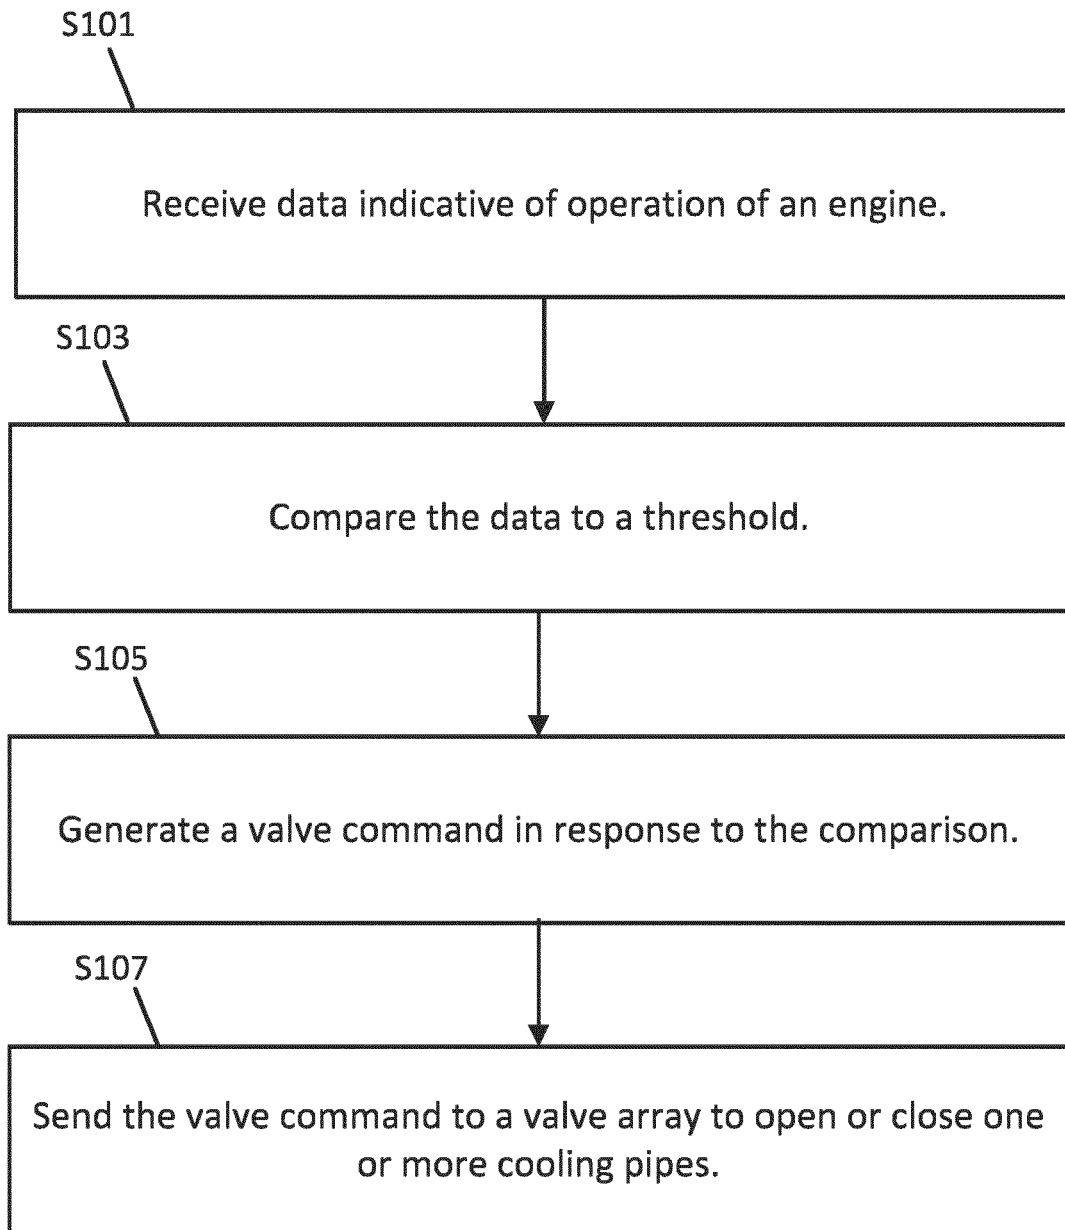 S101
Receive data indicative of operation of an engine.
S103
Compare the data to a threshold.
S105
Generate a valve command in response to the comparison.
S107
Send the valve command to a valve array to open or close one
or more cooling pipes.